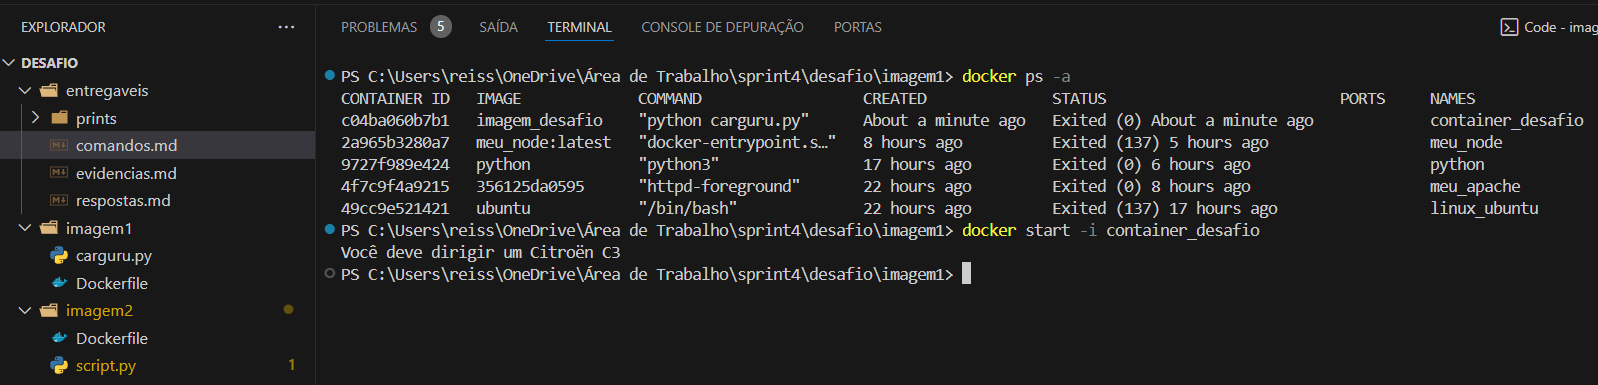 EXPLORADOR ···
DESAFIO
entregaveis
prints
comandos.md
evidencias.md
respostas.md
imagem1
carguru.py
Dockerfile
imagem2
Dockerfile
script.py 1
PROBLEMAS 5 SAÍDA TERMINAL CONSOLE DE DEPURAÇÃO PORTAS Code - imag
PS C:\Users\reiss\OneDrive\Área de Trabalho\sprint4\desafio\imagem1> docker ps -a
CONTAINER ID IMAGE COMMAND CREATED STATUS PORTS NAMES
c04ba060b7b1 imagem_desafio "python carguru.py" About a minute ago Exited (0) About a minute ago container_desafio
2a965b3280a7 meu_node:latest "docker-entrypoint.s…" 8 hours ago Exited (137) 5 hours ago meu_node
9727f989e424 python "python3" 17 hours ago Exited (0) 6 hours ago python
4f7c9f4a9215 356125da0595 "httpd-foreground" 22 hours ago Exited (0) 8 hours ago meu_apache
49cc9e521421 ubuntu "/bin/bash" 22 hours ago Exited (137) 17 hours ago linux_ubuntu
PS C:\Users\reiss\OneDrive\Área de Trabalho\sprint4\desafio\imagem1> docker start -i container_desafio
Você deve dirigir um Citroën C3
PS C:\Users\reiss\OneDrive\Área de Trabalho\sprint4\desafio\imagem1>